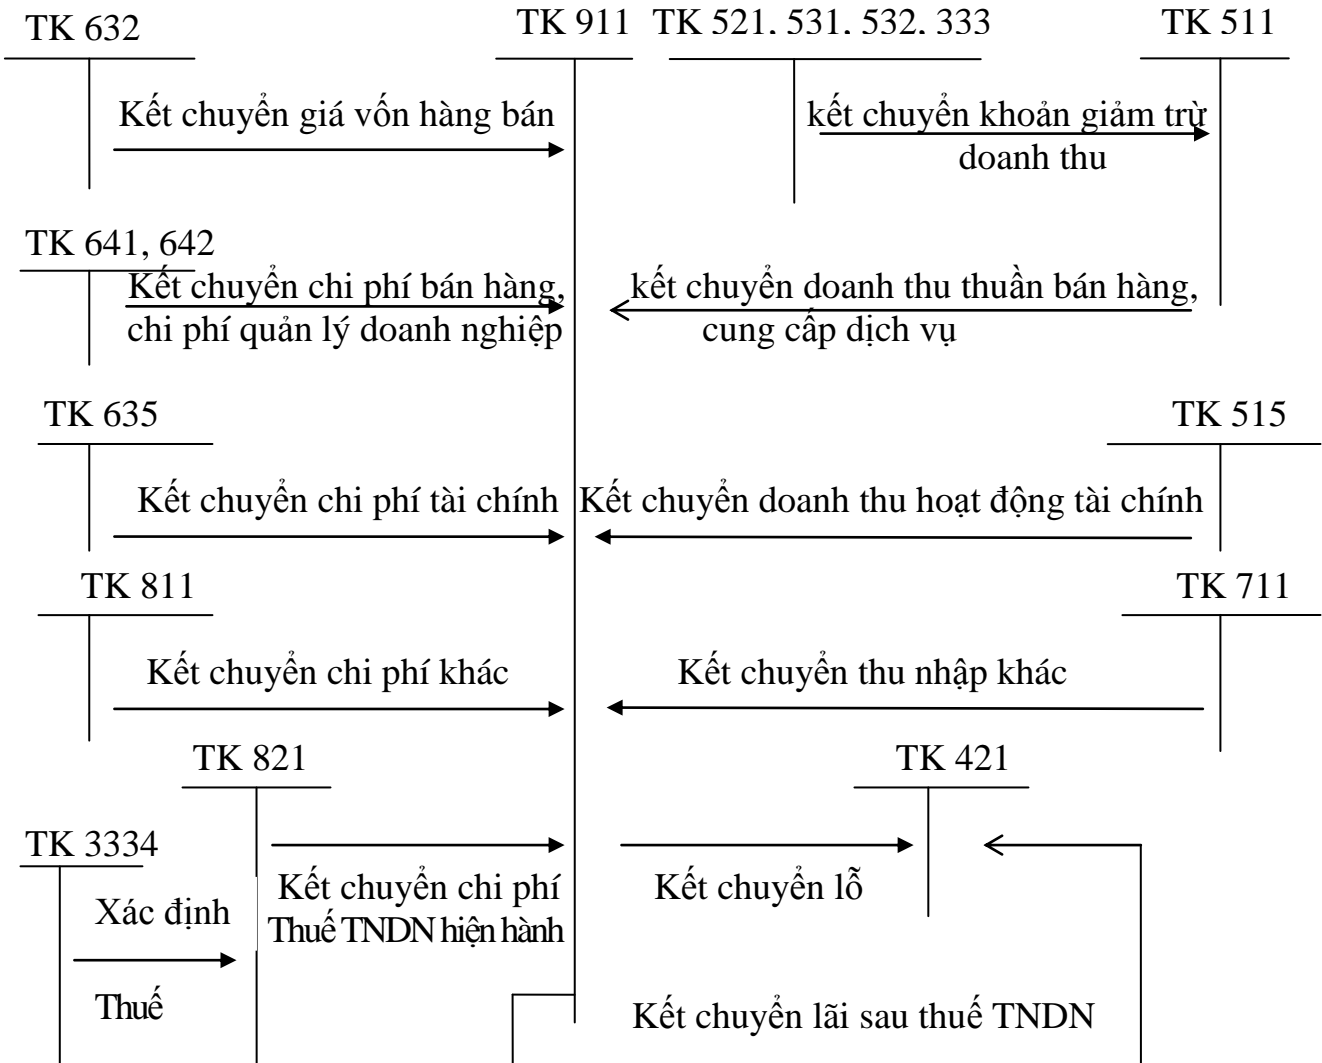 TK 632
TK 911
TK 521, 531, 532, 333
TK 511
Kết chuyển giá vốn hàng bán
kết chuyển khoản giảm trừ
doanh thu
TK 641, 642
Kết chuyển chi phí bán hàng,
chi phí quản lý doanh nghiệp
kết chuyển doanh thu thuần bán hàng,
cung cấp dịch vụ
TK 635
TK 515
Kết chuyển chi phí tài chính
Kết chuyển doanh thu hoạt động tài chính
TK 811
TK 711
Kết chuyển chi phí khác
Kết chuyển thu nhập khác
TK 821
TK 421
TK 3334
Kết chuyển chi phí
Thuế TNDN hiện hành
Kết chuyển lỗ
Xác định
Thuế
Kết chuyển lãi sau thuế TNDN